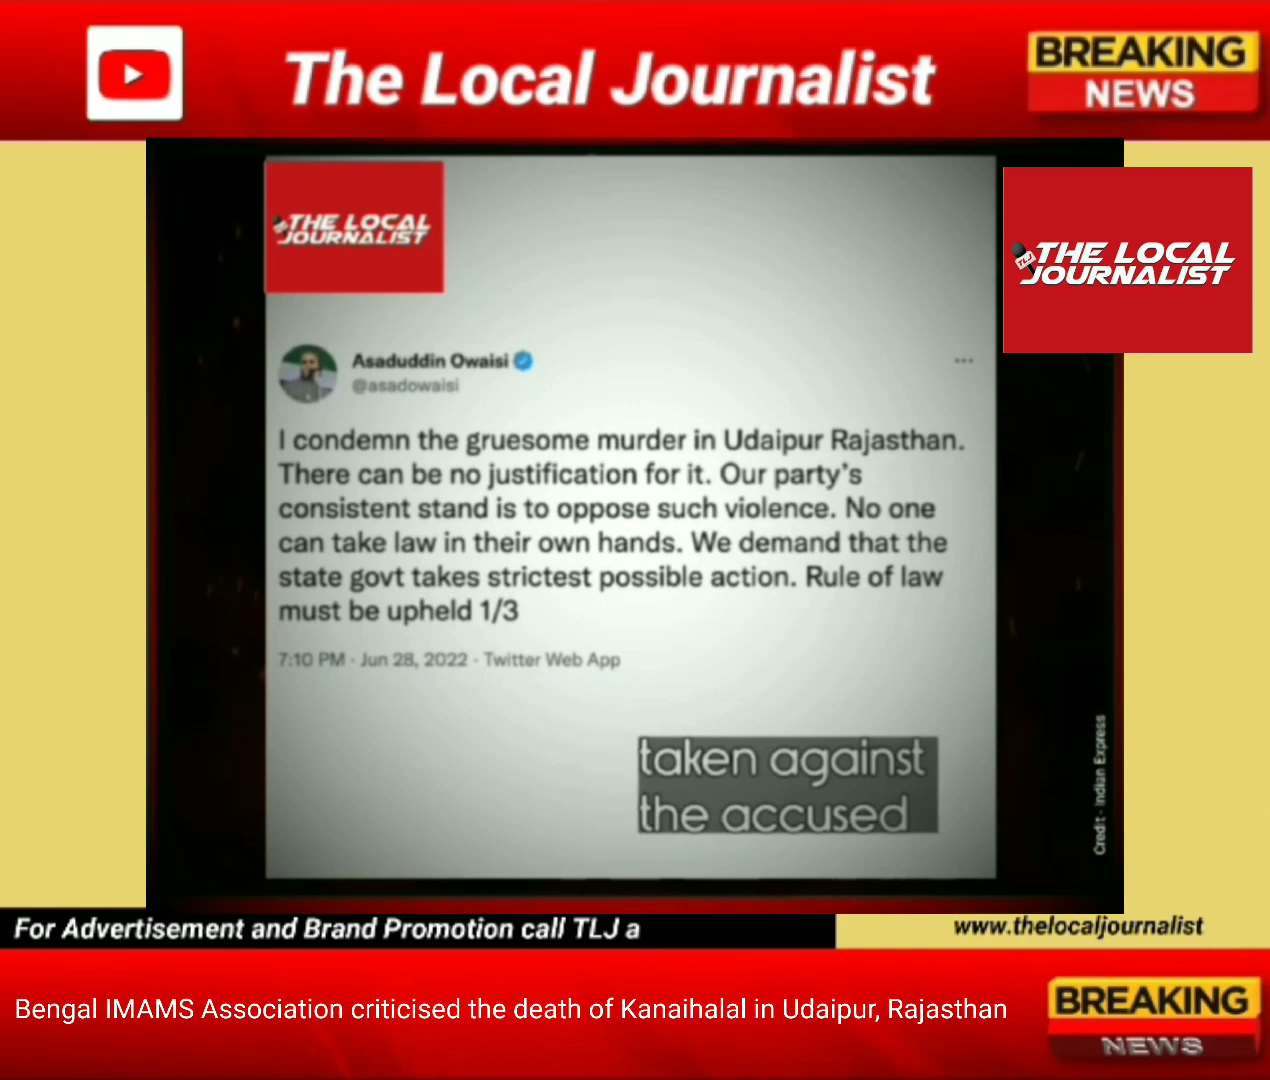 The Local Journalist
BREAKING
NEWS
THE LOCAL
JOURNALIST
TLJ
THE LOCAL
JOURNALIST
Asaduddin Owaisi
@asadowaisi
I condemn the gruesome murder in Udaipur Rajasthan.
There can be no justification for it. Our party's
consistent stand is to oppose such violence. No one
can take law in their own hands. We demand that the
state govt takes strictest possible action. Rule of law
must be upheld 1/3
7:10 PM · Jun 28, 2022 · Twitter Web App
taken against
the accused
Credit - Indian Express
For Advertisement and Brand Promotion call TLJ a
www.thelocaljournalist
Bengal IMAMS Association criticised the death of Kanaihalal in Udaipur, Rajasthan
BREAKING
NEWS